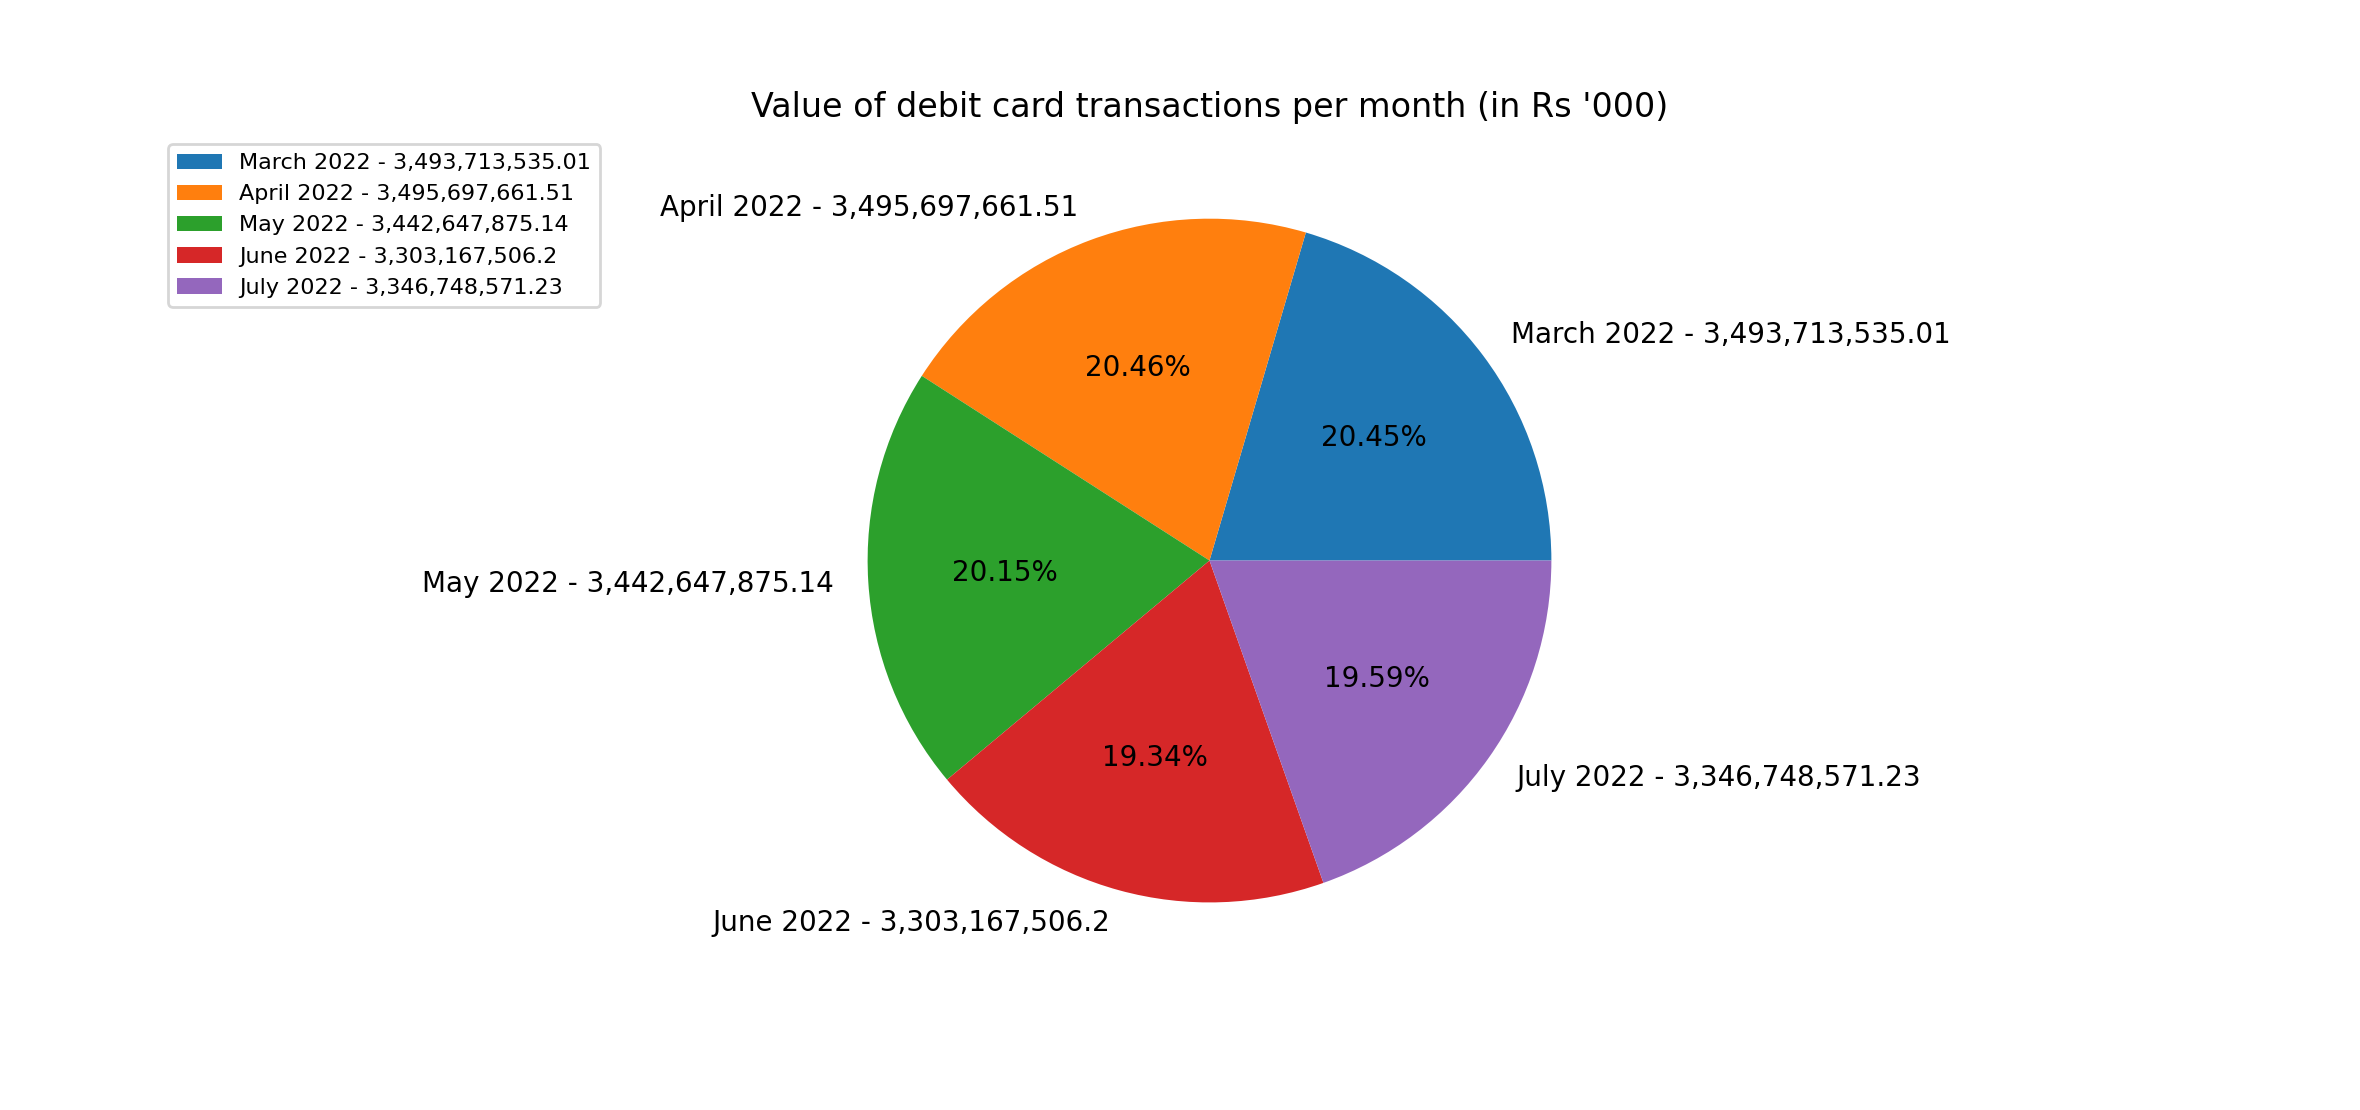 Value of debit card transactions per month (in Rs '000)
March 2022 - 3,493,713,535.01
April 2022 - 3,495,697,661.51
May 2022 - 3,442,647,875.14
June 2022 - 3,303,167,506.2
July 2022 - 3,346,748,571.23
April 2022 - 3,495,697,661.51
March 2022 - 3,493,713,535.01
20.46%
20.45%
May 2022 - 3,442,647,875.14
20.15%
19.59%
19.34%
July 2022 - 3,346,748,571.23
June 2022 - 3,303,167,506.2